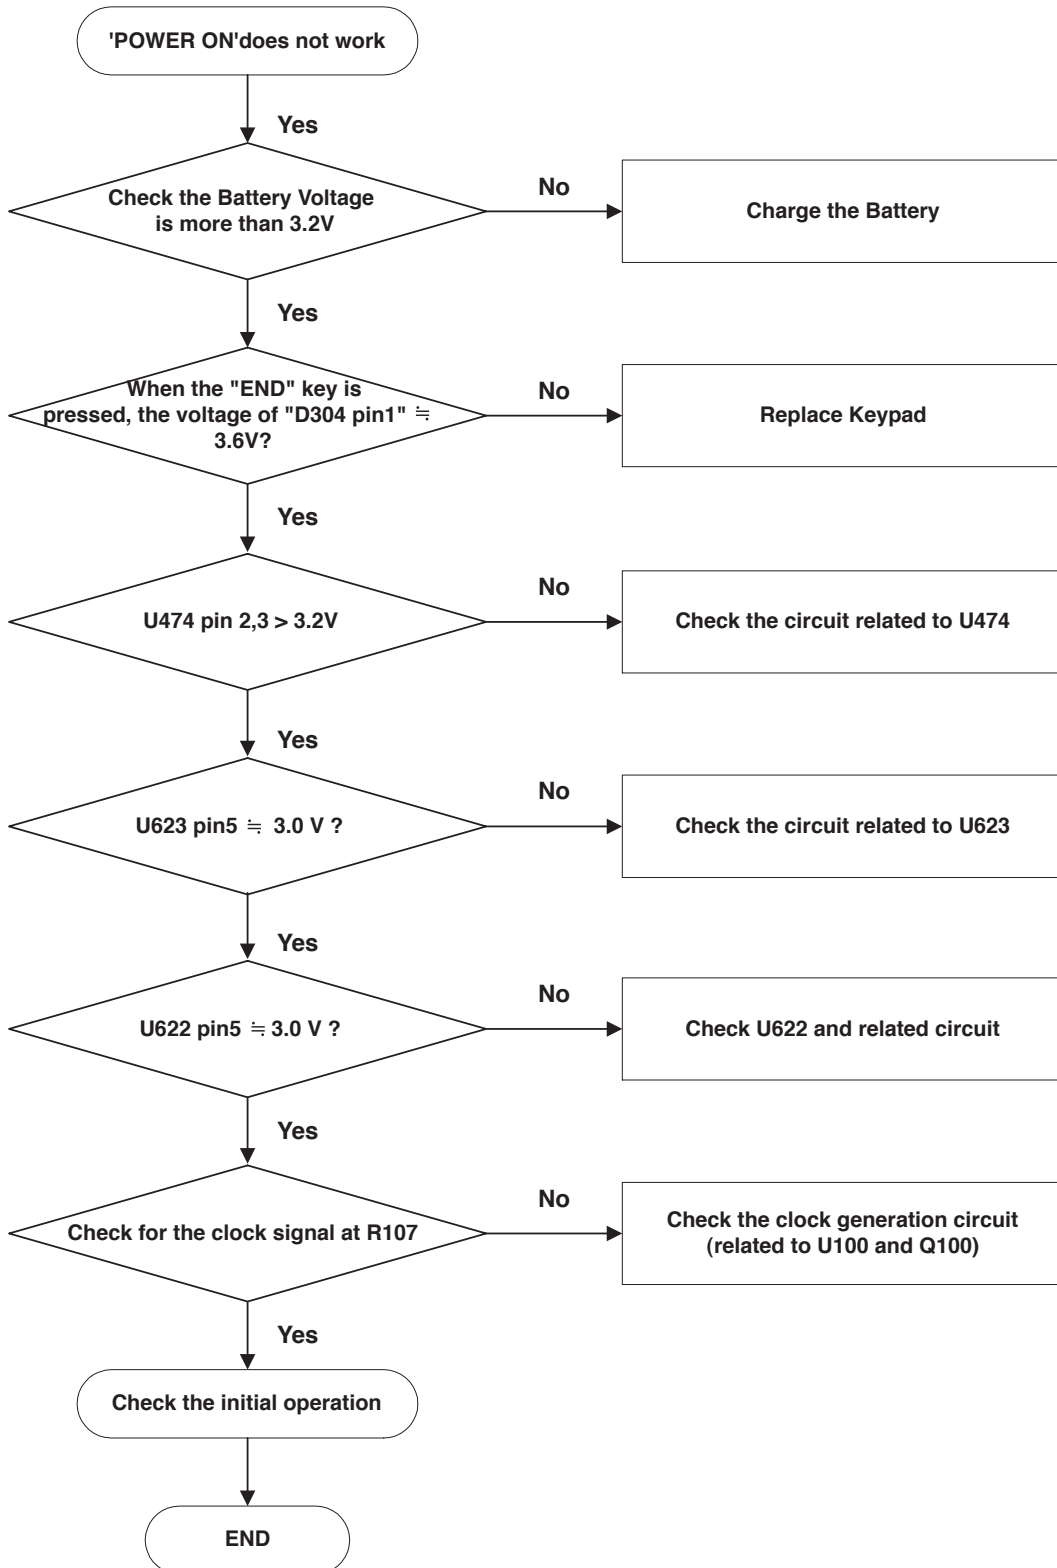 'POWER ON'does not work
Yes
Check the Battery Voltage
is more than 3.2V
No
Charge the Battery
Yes
When the "END" key is
pressed, the voltage of "D304 pin1" ≒
3.6V?
No
Replace Keypad
Yes
U474 pin 2,3 > 3.2V
No
Check the circuit related to U474
Yes
U623 pin5 ≒ 3.0 V ?
No
Check the circuit related to U623
Yes
U622 pin5 ≒ 3.0 V ?
No
Check U622 and related circuit
Yes
Check for the clock signal at R107
No
Check the clock generation circuit
(related to U100 and Q100)
Yes
Check the initial operation
END